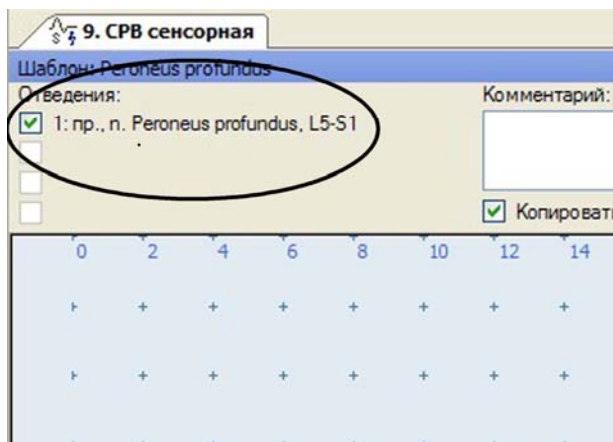 9. СРВ сенсорная
Шаблон: Peroneus profundus
Отведения:
Комментарий:
1: пр., n. Peroneus profundus, L5-S1
Копироват
0 2 4 6 8 10 12 14